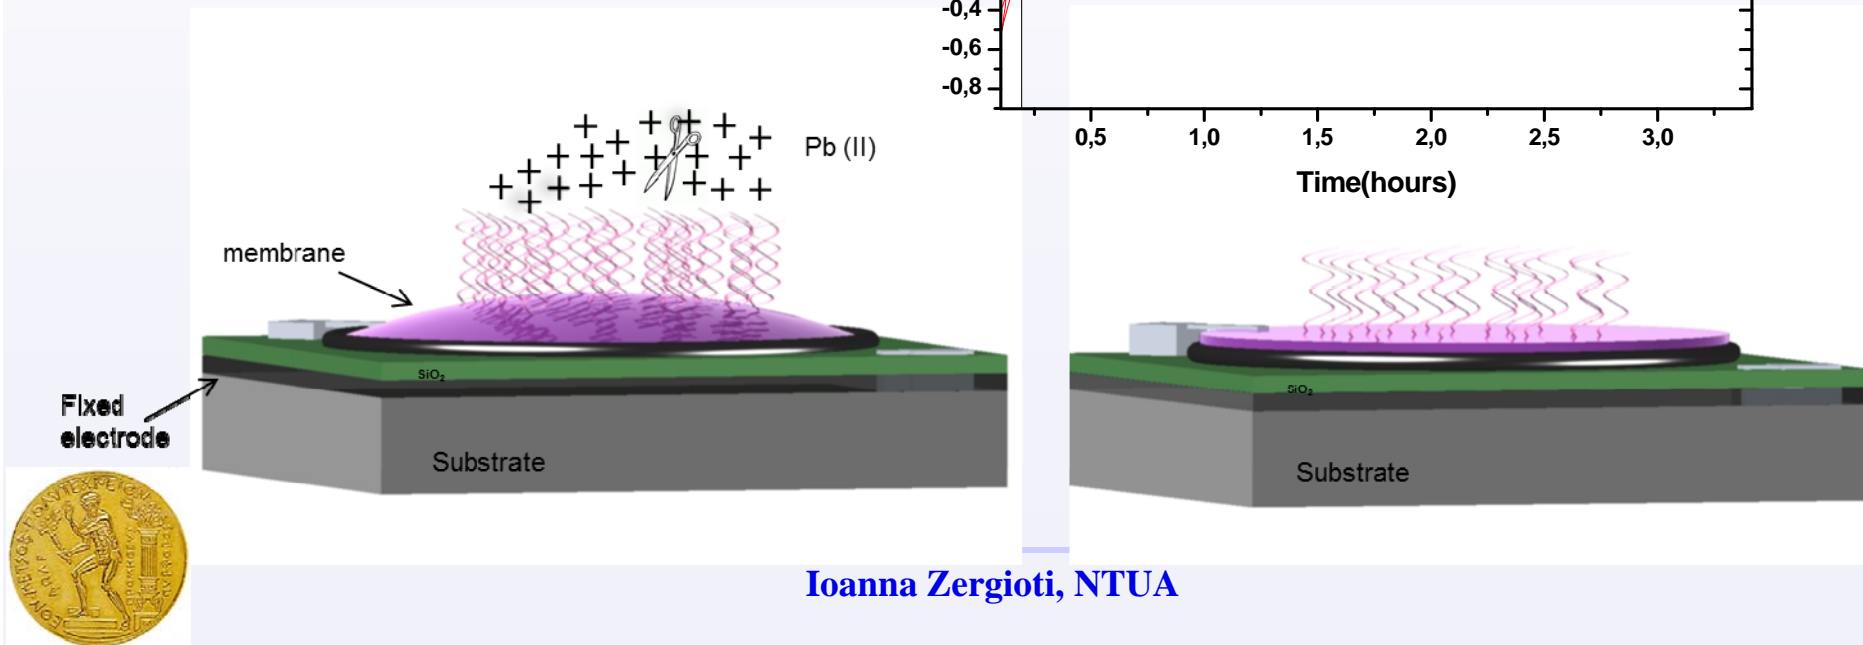 -0,4
-0,6
-0,8
0,5 1,0 1,5 2,0 2,5 3,0
Time(hours)
Pb (II)
membrane
SiO2
Fixed
electrode
Substrate
SiO2
Substrate
Ioanna Zergioti, NTUA